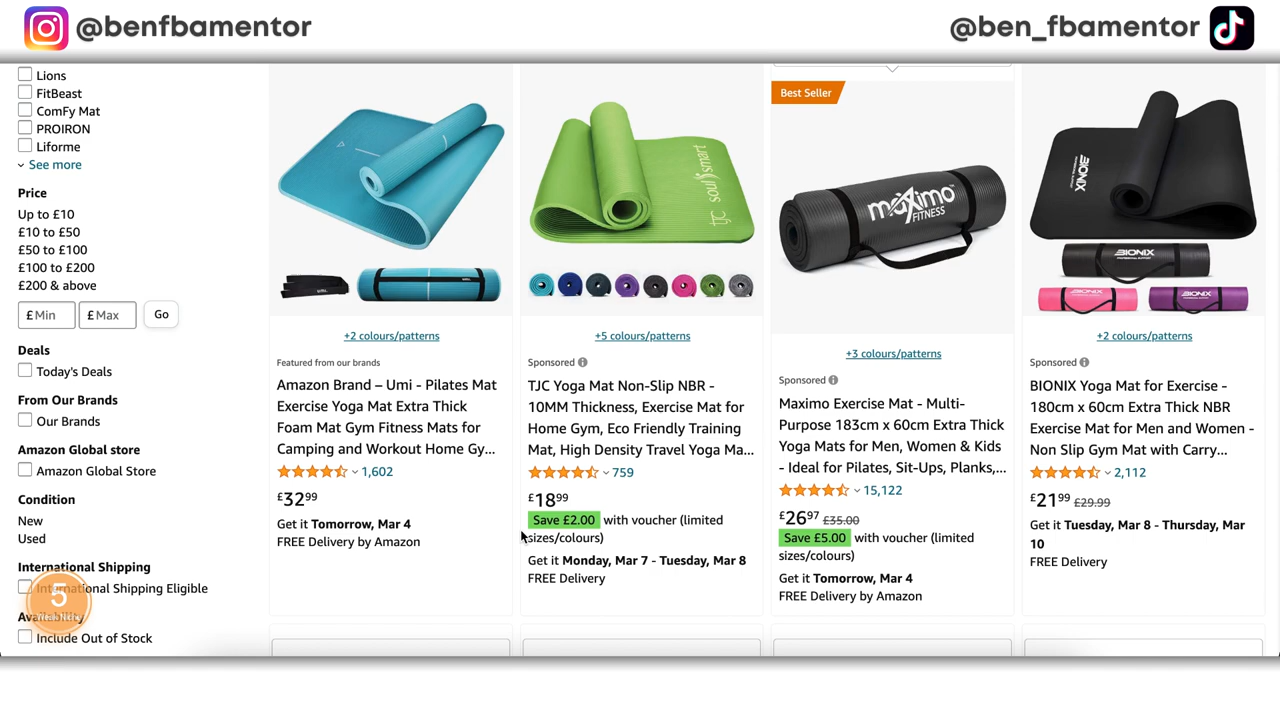 @benfbamentor
@ben_fbamentor
Lions
FitBeast
ComFy Mat
PROIRON
Liforme
See more
Price
Up to £10
£10 to £50
£50 to £100
£100 to £200
£200 & above
£ Min
£ Max
Go
Deals
Today's Deals
From Our Brands
Our Brands
Amazon Global store
Amazon Global Store
Condition
New
Used
International Shipping
International Shipping Eligible
5
Availability
Include Out of Stock
+2 colours/patterns
Featured from our brands
Amazon Brand – Umi - Pilates Mat
Exercise Yoga Mat Extra Thick
Foam Mat Gym Fitness Mats for
Camping and Workout Home Gy...
1,602
£32.99
Get it Tomorrow, Mar 4
FREE Delivery by Amazon
TJC soul smart
+5 colours/patterns
Sponsored
TJC Yoga Mat Non-Slip NBR -
10MM Thickness, Exercise Mat for
Home Gym, Eco Friendly Training
Mat, High Density Travel Yoga Ma...
759
£18.99
Save £2.00 with voucher (limited
sizes/colours)
Get it Monday, Mar 7 - Tuesday, Mar 8
FREE Delivery
Best Seller
maximo
FITNESS
+3 colours/patterns
Sponsored
Maximo Exercise Mat - Multi-
Purpose 183cm x 60cm Extra Thick
Yoga Mats for Men, Women & Kids
- Ideal for Pilates, Sit-Ups, Planks,...
15,122
£26.97 £35.00
Save £5.00 with voucher (limited
sizes/colours)
Get it Tomorrow, Mar 4
FREE Delivery by Amazon
BIONIX
BIONIX
BIONIX
BIONIX
+2 colours/patterns
Sponsored
BIONIX Yoga Mat for Exercise -
180cm x 60cm Extra Thick NBR
Exercise Mat for Men and Women -
Non Slip Gym Mat with Carry...
2,112
£21.99 £29.99
Get it Tuesday, Mar 8 - Thursday, Mar
10
FREE Delivery